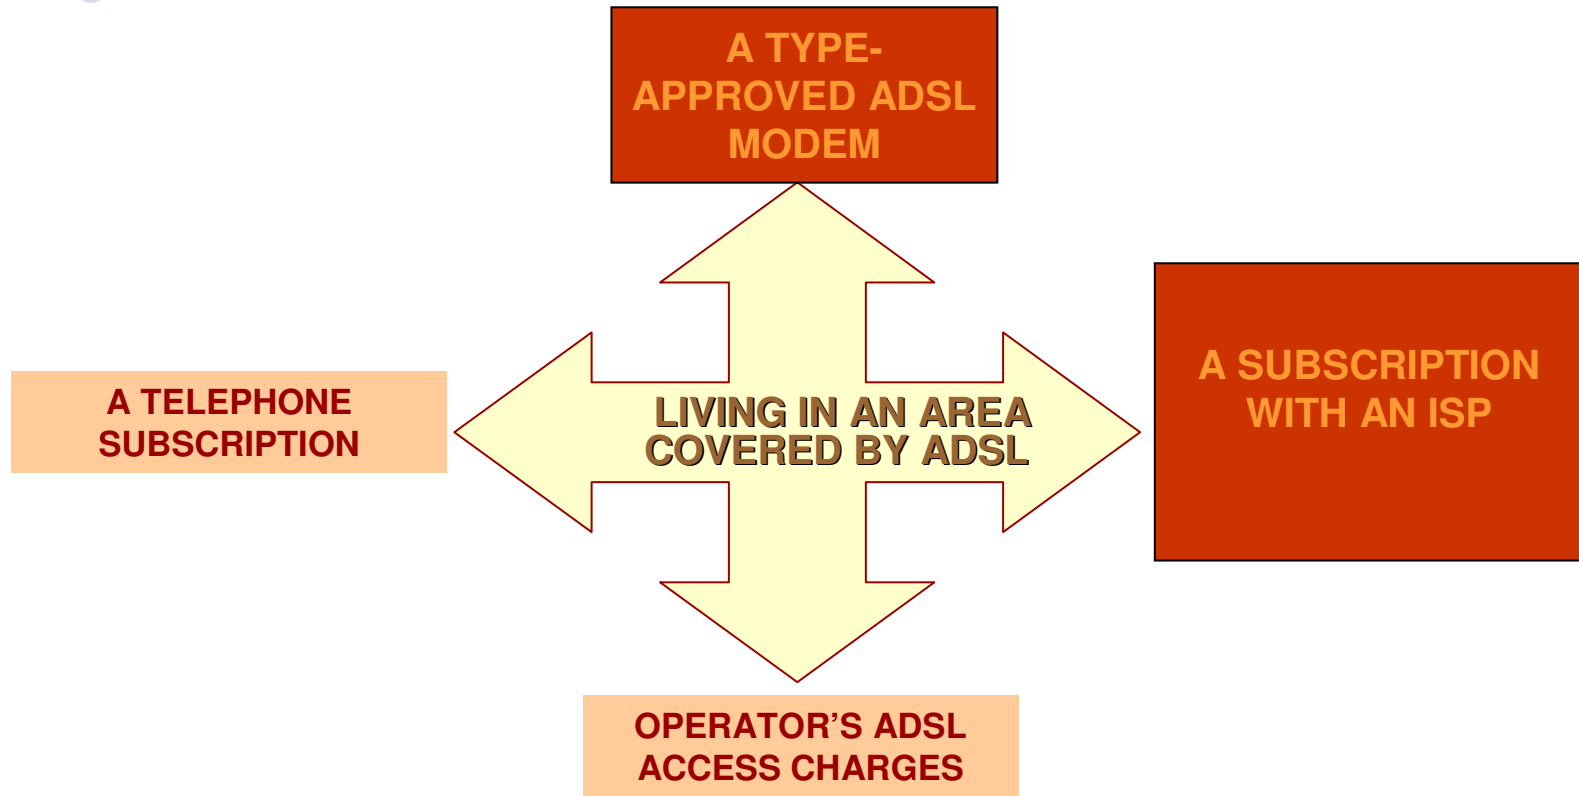 A TYPE-
APPROVED ADSL
MODEM
A SUBSCRIPTION
WITH AN ISP
A TELEPHONE
SUBSCRIPTION
LIVING IN AN AREA
COVERED BY ADSL
OPERATOR’S ADSL
ACCESS CHARGES